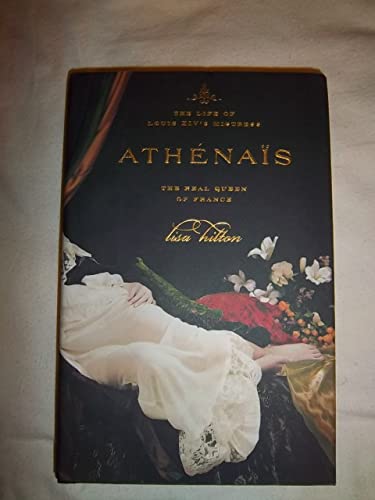 THE LIFE OF
LOUIS XIV'S MISTRESS
ATHÉNAÏS
THE REAL QUEEN
OF FRANCE
lisa hilton